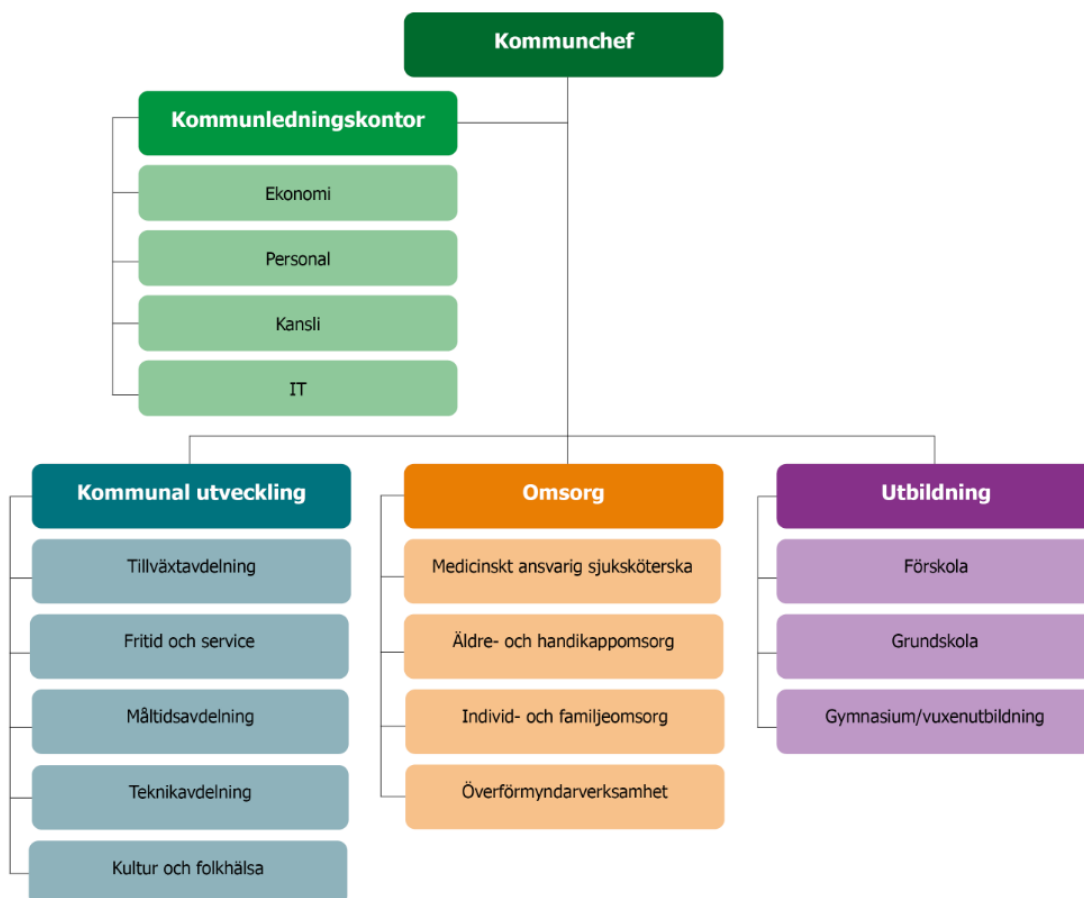 Kommunchef
Kommunledningskontor
Ekonomi
Personal
Kansli
IT
Kommunal utveckling
Tillväxtavdelning
Fritid och service
Måltidsavdelning
Teknikavdelning
Kultur och folkhälsa
Omsorg
Medicinskt ansvarig sjuksköterska
Äldre- och handikappomsorg
Individ- och familjeomsorg
Överförmyndarverksamhet
Utbildning
Förskola
Grundskola
Gymnasium/vuxenutbildning